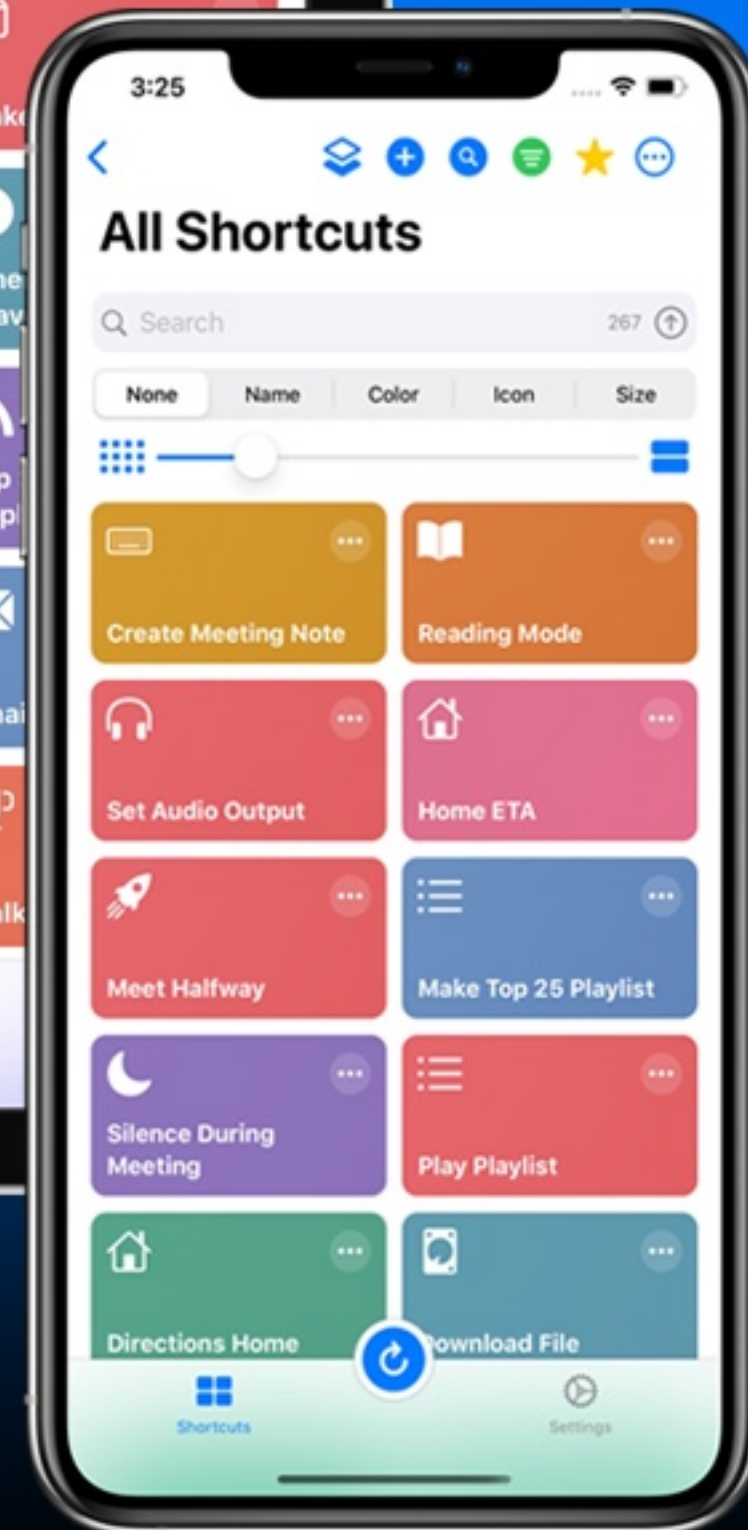 3:25
All Shortcuts
Search 267
None Name Color Icon Size
Create Meeting Note
Reading Mode
Set Audio Output
Home ETA
Meet Halfway
Make Top 25 Playlist
Silence During
Meeting
Play Playlist
Directions Home
Download File
Shortcuts
Settings